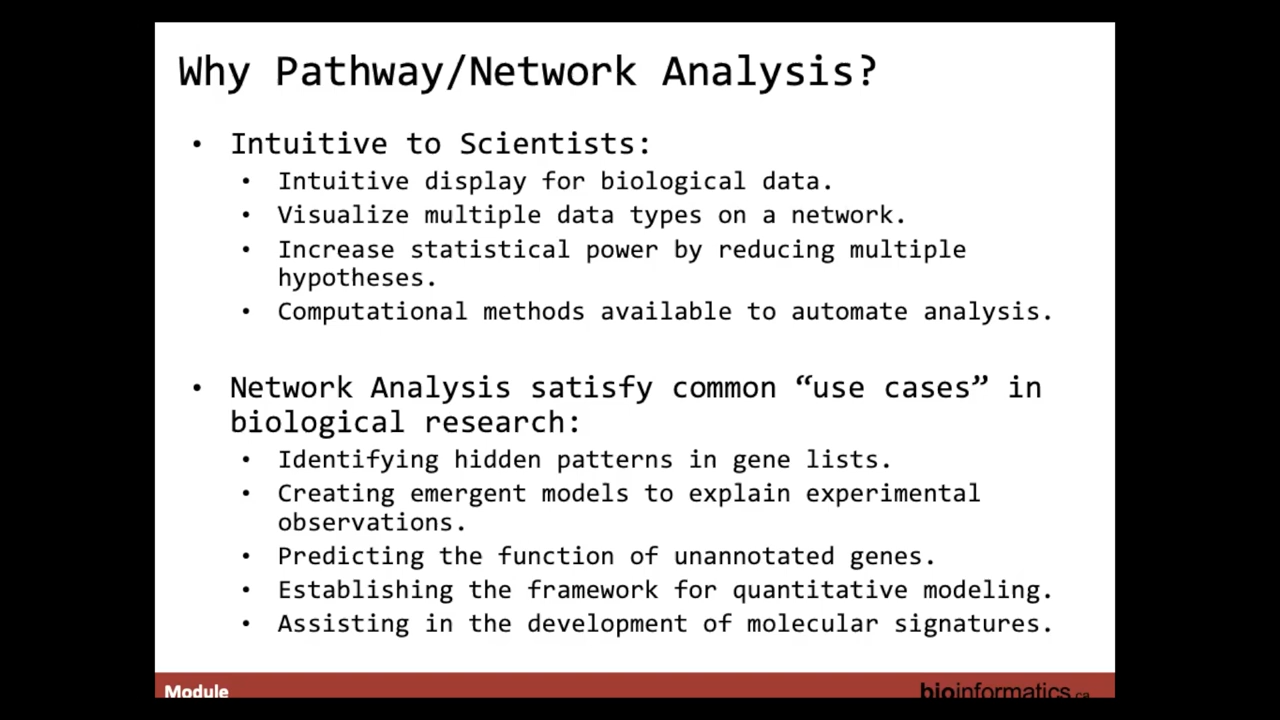 Why Pathway/Network Analysis?
• Intuitive to Scientists:
• Intuitive display for biological data.
• Visualize multiple data types on a network.
• Increase statistical power by reducing multiple
hypotheses.
• Computational methods available to automate analysis.
• Network Analysis satisfy common “use cases” in
biological research:
• Identifying hidden patterns in gene lists.
• Creating emergent models to explain experimental
observations.
• Predicting the function of unannotated genes.
• Establishing the framework for quantitative modeling.
• Assisting in the development of molecular signatures.
Module
bioinformatics.ca